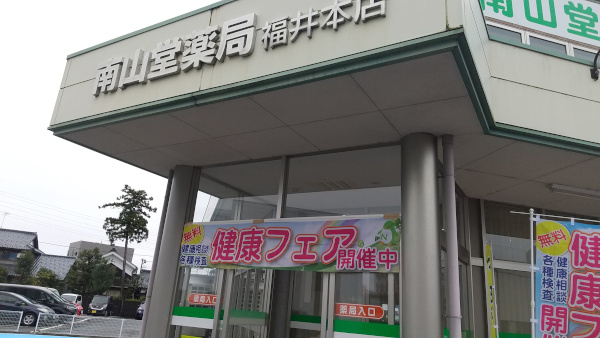 南山堂薬局 福井本店
南山堂
無料
健康相談
各種検査
健康フェア
開催中
薬局入口
薬局入口
無料
健康相談
各種検査
開催